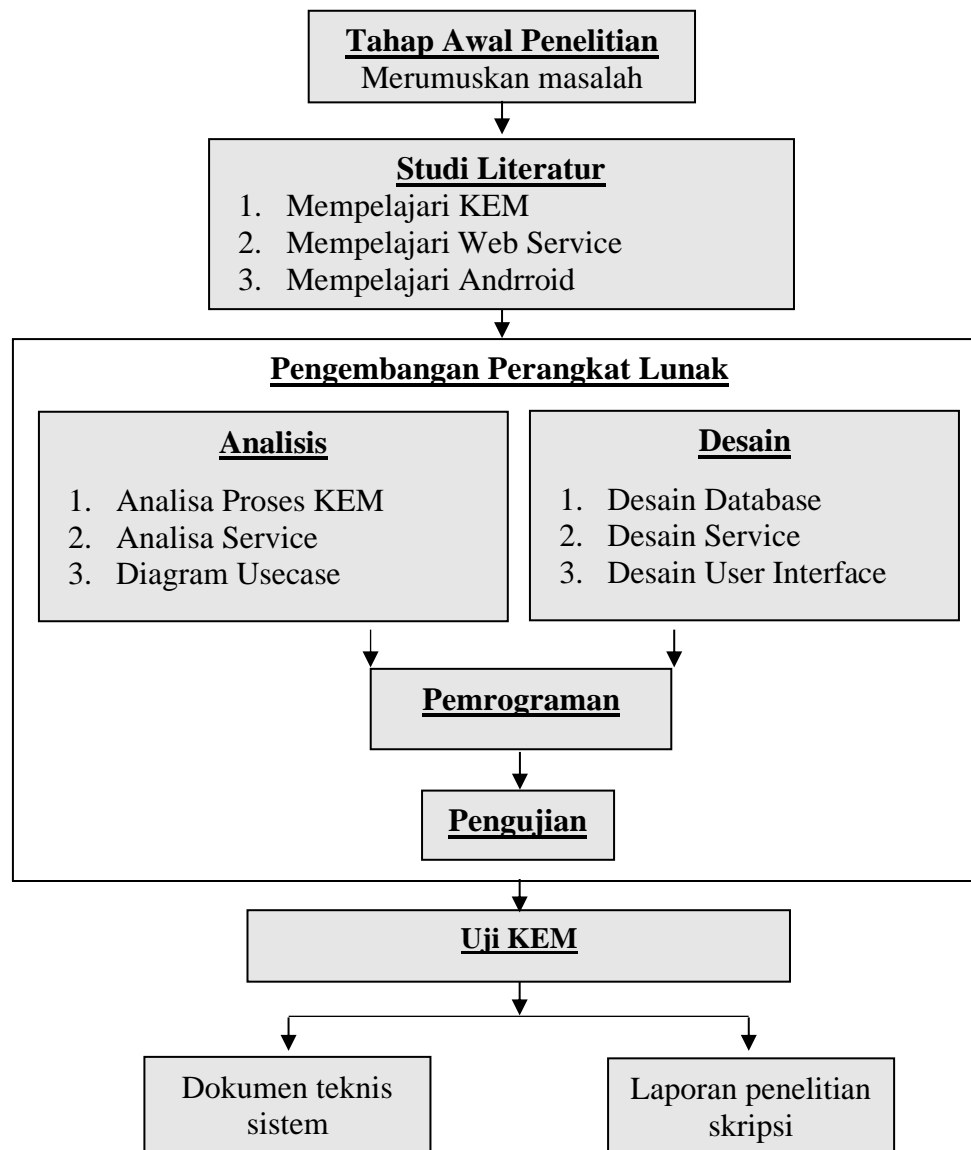 Tahap Awal Penelitian
Merumuskan masalah
Studi Literatur
1. Mempelajari KEM
2. Mempelajari Web Service
3. Mempelajari Andrroid
Pengembangan Perangkat Lunak
Analisis
1. Analisa Proses KEM
2. Analisa Service
3. Diagram Usecase
Desain
1. Desain Database
2. Desain Service
3. Desain User Interface
Pemrograman
Pengujian
Uji KEM
Dokumen teknis
sistem
Laporan penelitian
skripsi